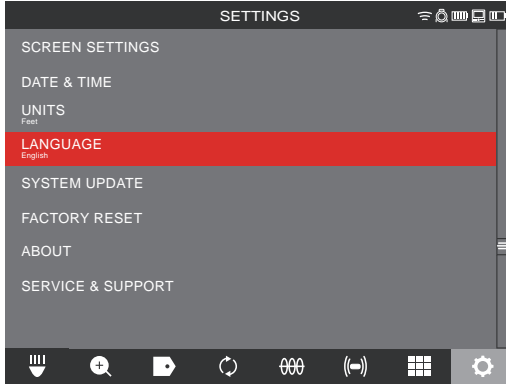 SETTINGS
SCREEN SETTINGS
DATE & TIME
UNITS
Feet
LANGUAGE
English
SYSTEM UPDATE
FACTORY RESET
ABOUT
SERVICE & SUPPORT